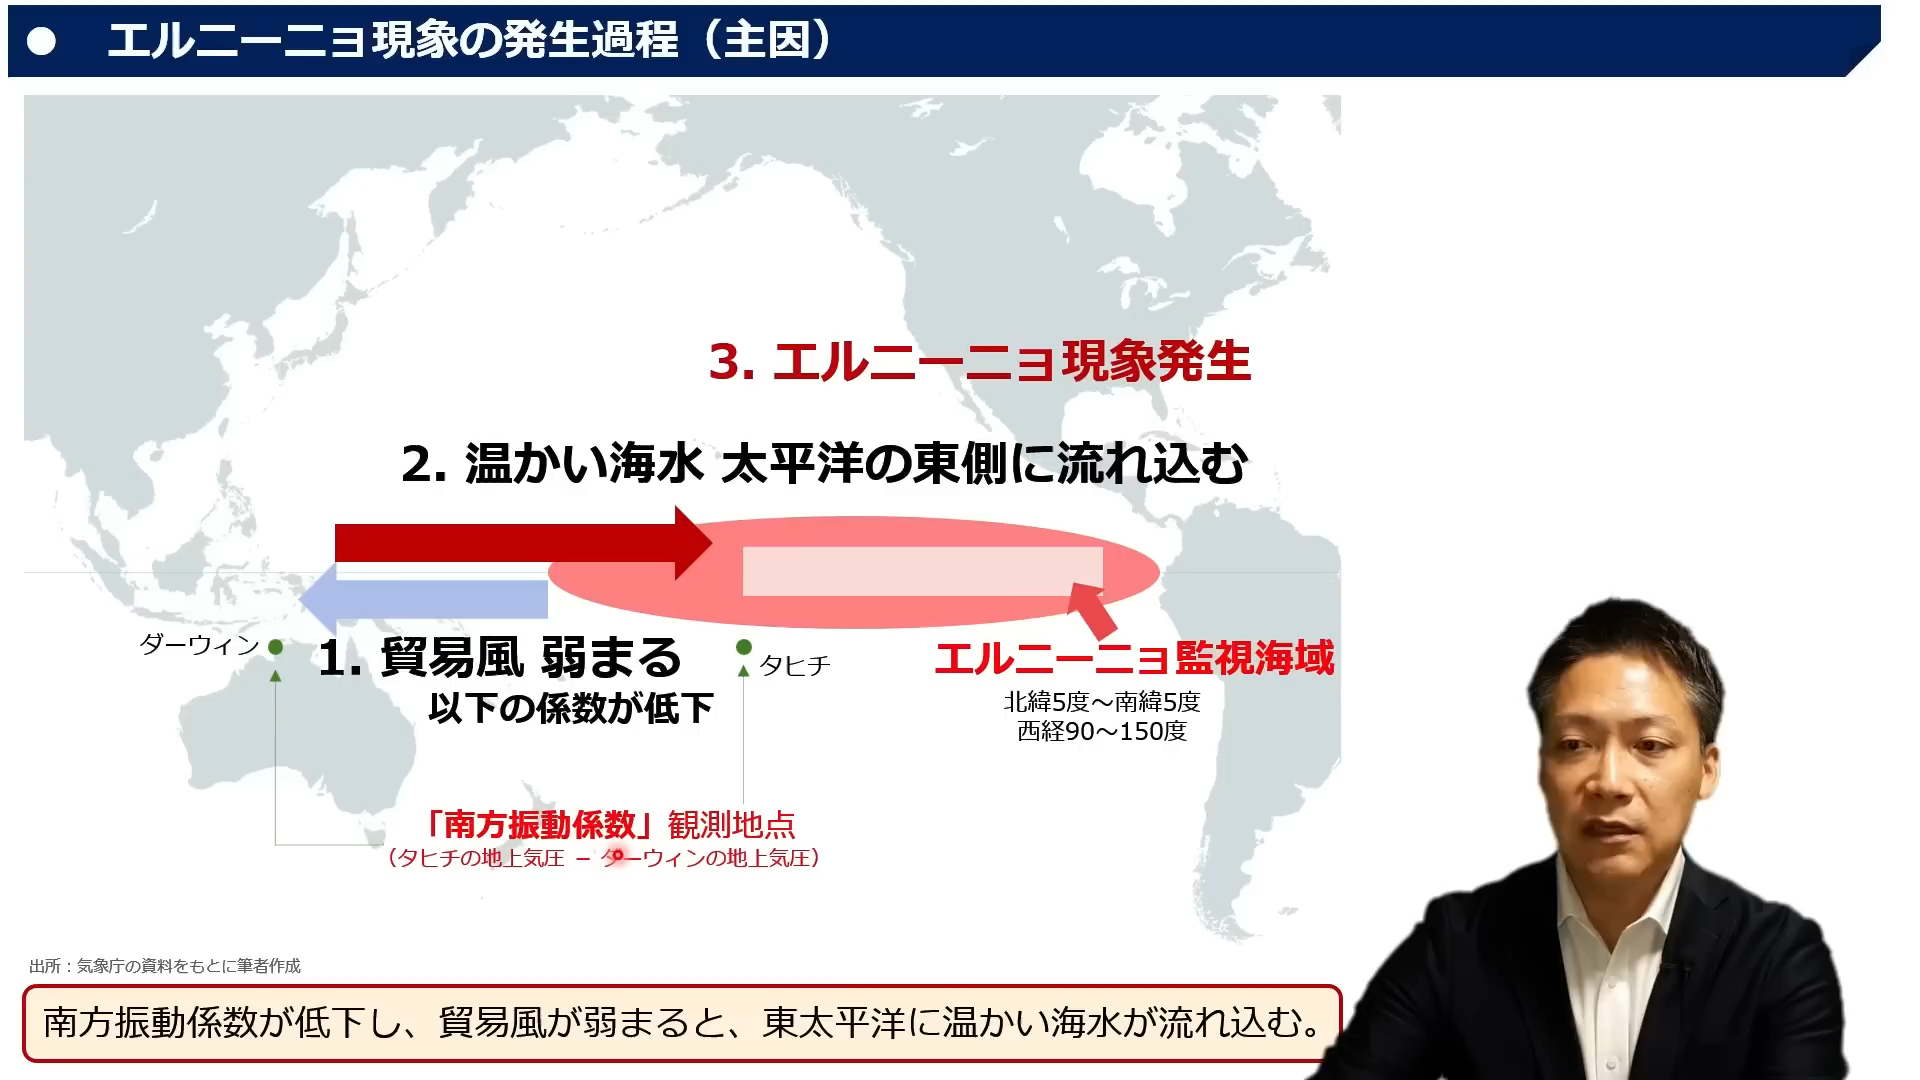 エルニーニョ現象の発生過程（主因）
3. エルニーニョ現象発生
2. 温かい海水 太平洋の東側に流れ込む
ダーウィン
1. 貿易風 弱まる
以下の係数が低下
タヒチ
エルニーニョ監視海域
北緯5度～南緯5度
西経90～150度
「南方振動係数」観測地点
（タヒチの地上気圧 － ダーウィンの地上気圧）
出所：気象庁の資料をもとに筆者作成
南方振動係数が低下し、貿易風が弱まると、東太平洋に温かい海水が流れ込む。